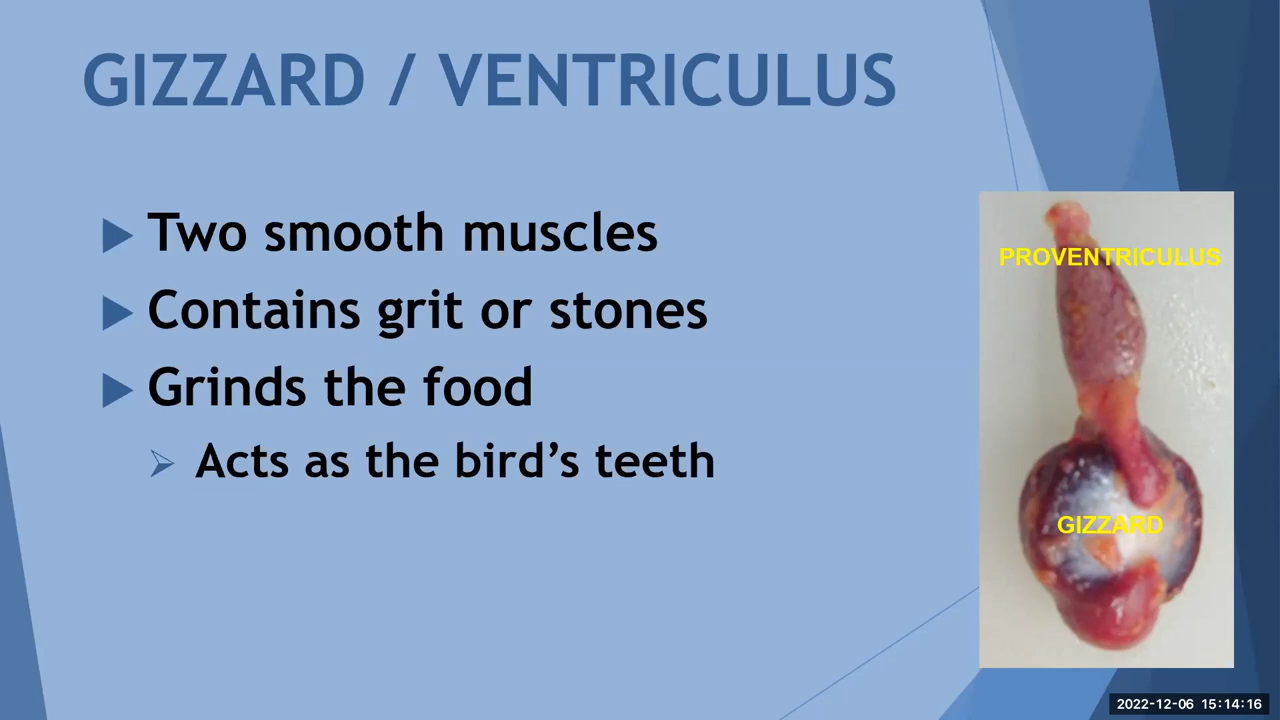 GIZZARD / VENTRICULUS
Two smooth muscles
Contains grit or stones
Grinds the food
Acts as the bird’s teeth
PROVENTRICULUS
GIZZARD
2022-12-06 15:14:16